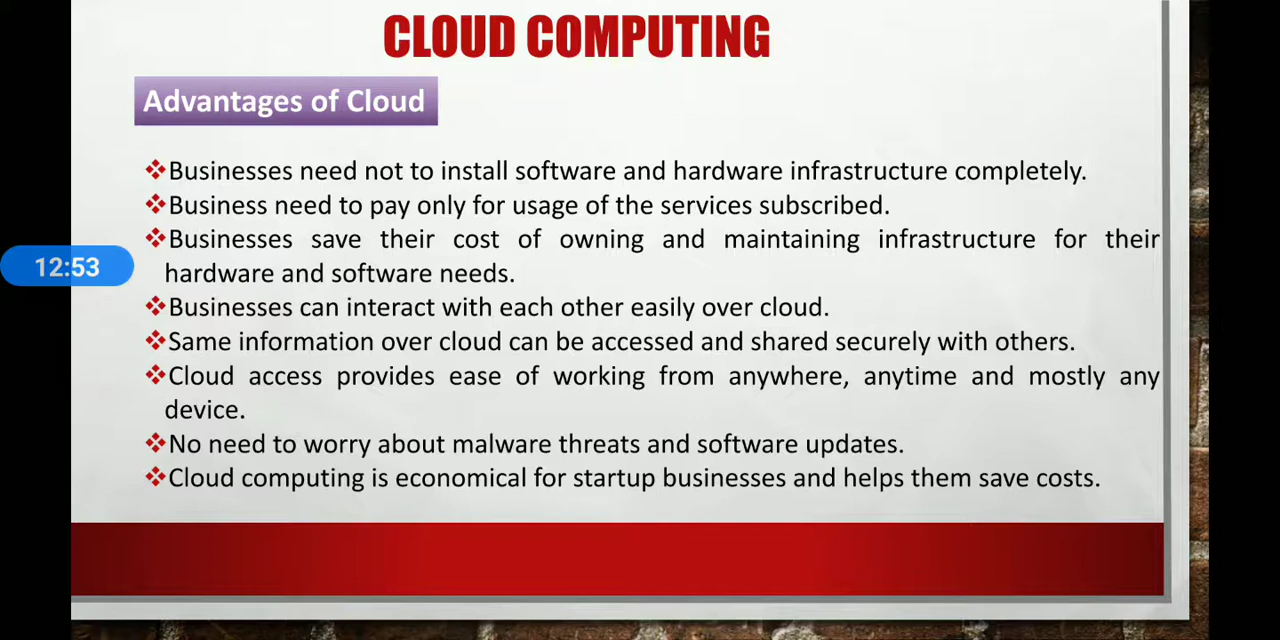 CLOUD COMPUTING
Advantages of Cloud
❖Businesses need not to install software and hardware infrastructure completely.
❖Business need to pay only for usage of the services subscribed.
❖Businesses save their cost of owning and maintaining infrastructure for their
hardware and software needs.
❖Businesses can interact with each other easily over cloud.
❖Same information over cloud can be accessed and shared securely with others.
❖Cloud access provides ease of working from anywhere, anytime and mostly any
device.
❖No need to worry about malware threats and software updates.
❖Cloud computing is economical for startup businesses and helps them save costs.
12:53